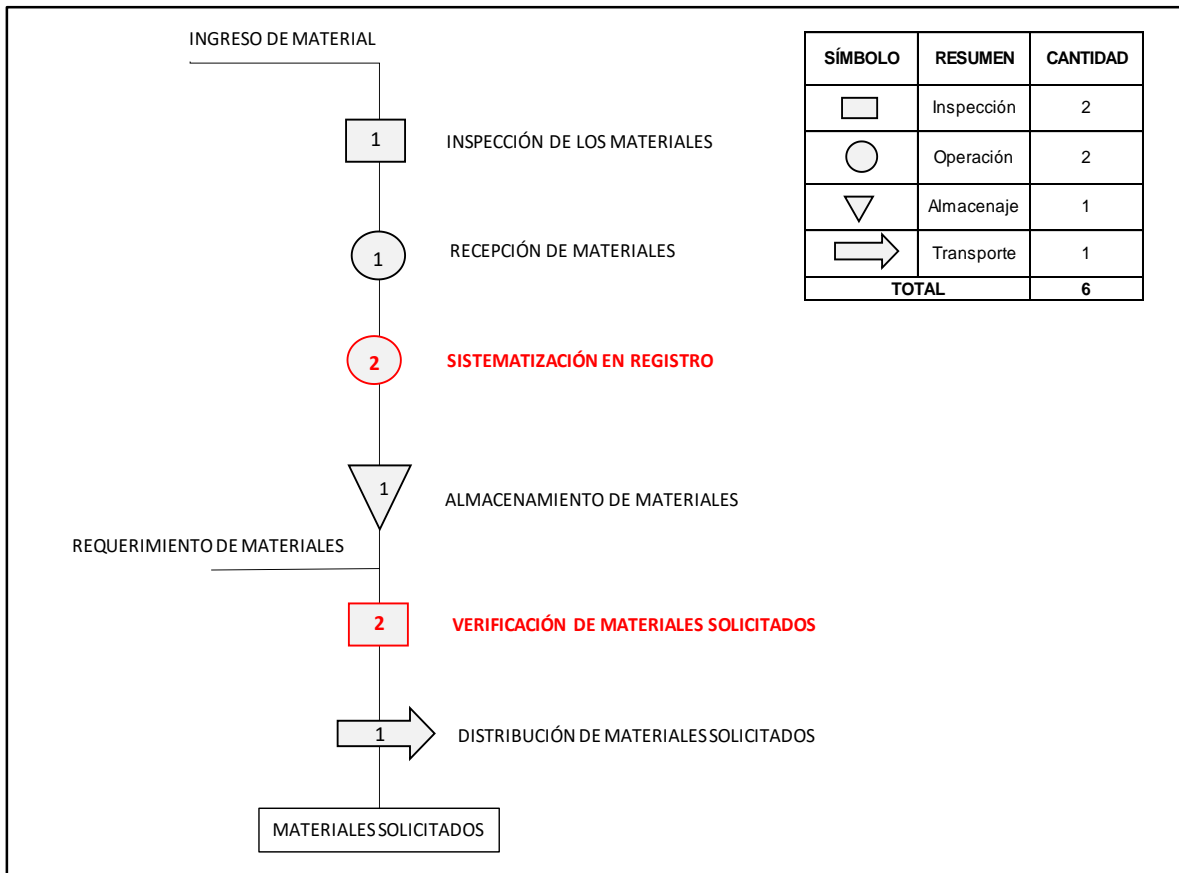 INGRESO DE MATERIAL
1 INSPECCIÓN DE LOS MATERIALES
1 RECEPCIÓN DE MATERIALES
2 SISTEMATIZACIÓN EN REGISTRO
1 ALMACENAMIENTO DE MATERIALES
REQUERIMIENTO DE MATERIALES
2 VERIFICACIÓN DE MATERIALES SOLICITADOS
1 DISTRIBUCIÓN DE MATERIALES SOLICITADOS
MATERIALES SOLICITADOS
SÍMBOLO RESUMEN CANTIDAD
Inspección 2
Operación 2
Almacenaje 1
Transporte 1
TOTAL 6